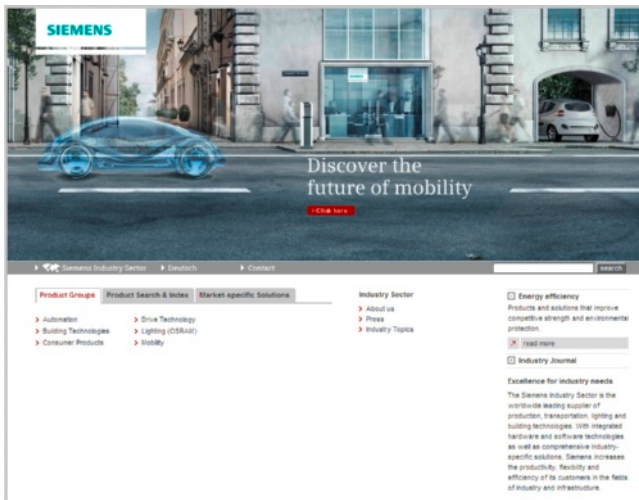 SIEMENS
Discover the
future of mobility
Click here
Siemens Industry Sector
Deutsch
Contact
search
Product Groups
Product Search & Index
Market-specific Solutions
Automation
Building Technologies
Consumer Products
Drive Technology
Lighting (OSRAM)
Mobility
Industry Sector
About us
Press
Industry Topics
Energy efficiency
Products and solutions that improve
competitive strength and environmental
protection.
read more
Industry Journal
Excellence for industry needs
The Siemens Industry Sector is the
worldwide leading supplier of
production, transportation, lighting and
building technologies. With integrated
hardware and software technologies
as well as comprehensive industry-
specific solutions, Siemens increases
the productivity, flexibility and
efficiency of its customers in the fields
of industry and infrastructure.